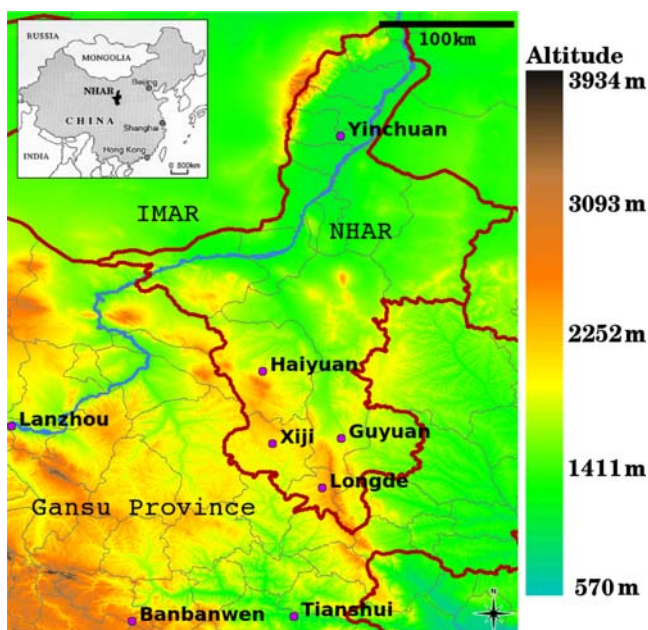 RUSSIA
MONGOLIA
Beijing
NHAR
CHINA
Shanghai
Hong Kong
INDIA
0 500km
100km
Altitude
3934 m
3093 m
2252 m
1411 m
570 m
Yinchuan
IMAR
NHAR
Haiyuan
Lanzhou
Xiji
Guyuan
Longde
Gansu Province
Banbanwen
Tianshui
N